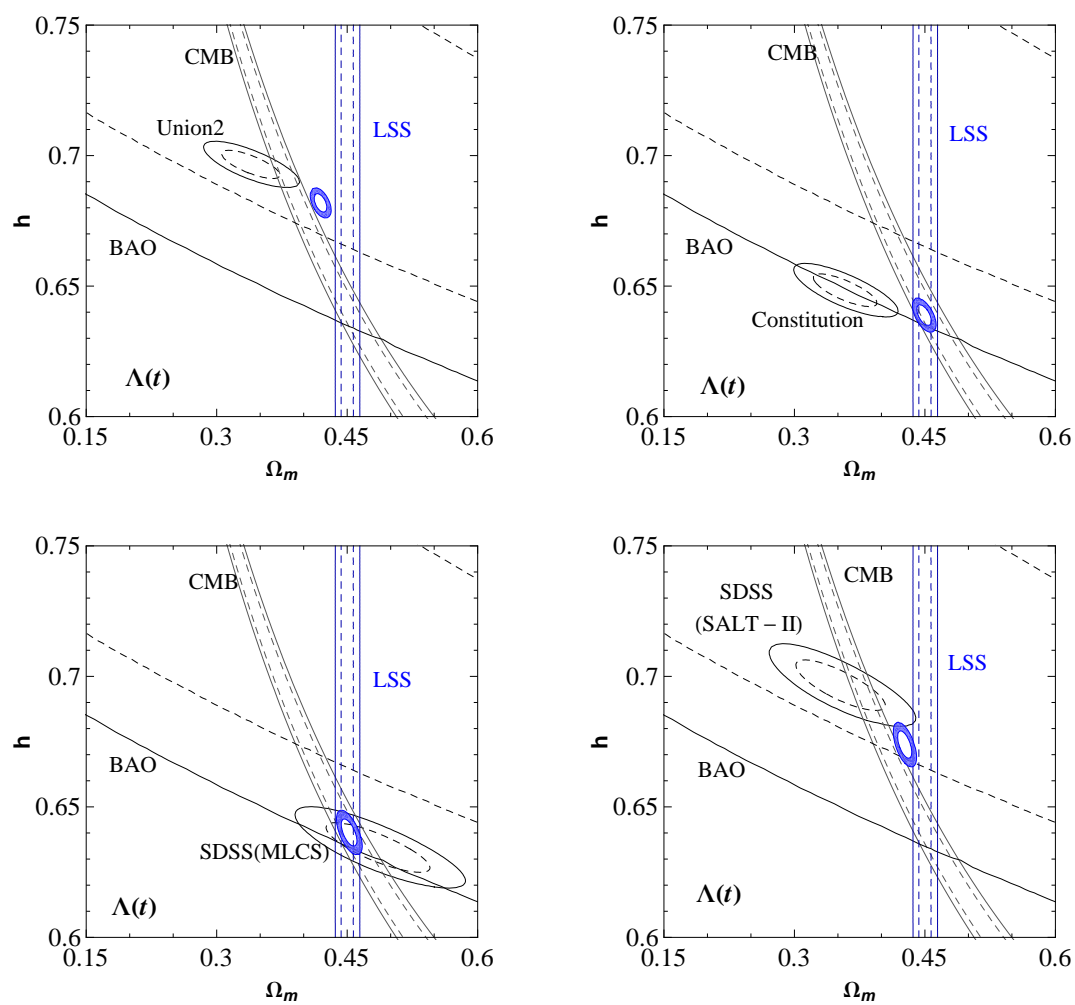 0.75
CMB
Union2
0.7
LSS
h
BAO
0.65
Λ(t)
0.6
0.15
0.3
0.45
0.6
Ωm
0.75
CMB
0.7
LSS
h
BAO
0.65
Constitution
Λ(t)
0.6
0.15
0.3
0.45
0.6
Ωm
0.75
CMB
0.7
LSS
h
BAO
0.65
SDSS(MLCS)
Λ(t)
0.6
0.15
0.3
0.45
0.6
Ωm
0.75
CMB
SDSS
(SALT – II)
0.7
LSS
h
BAO
0.65
Λ(t)
0.6
0.15
0.3
0.45
0.6
Ωm